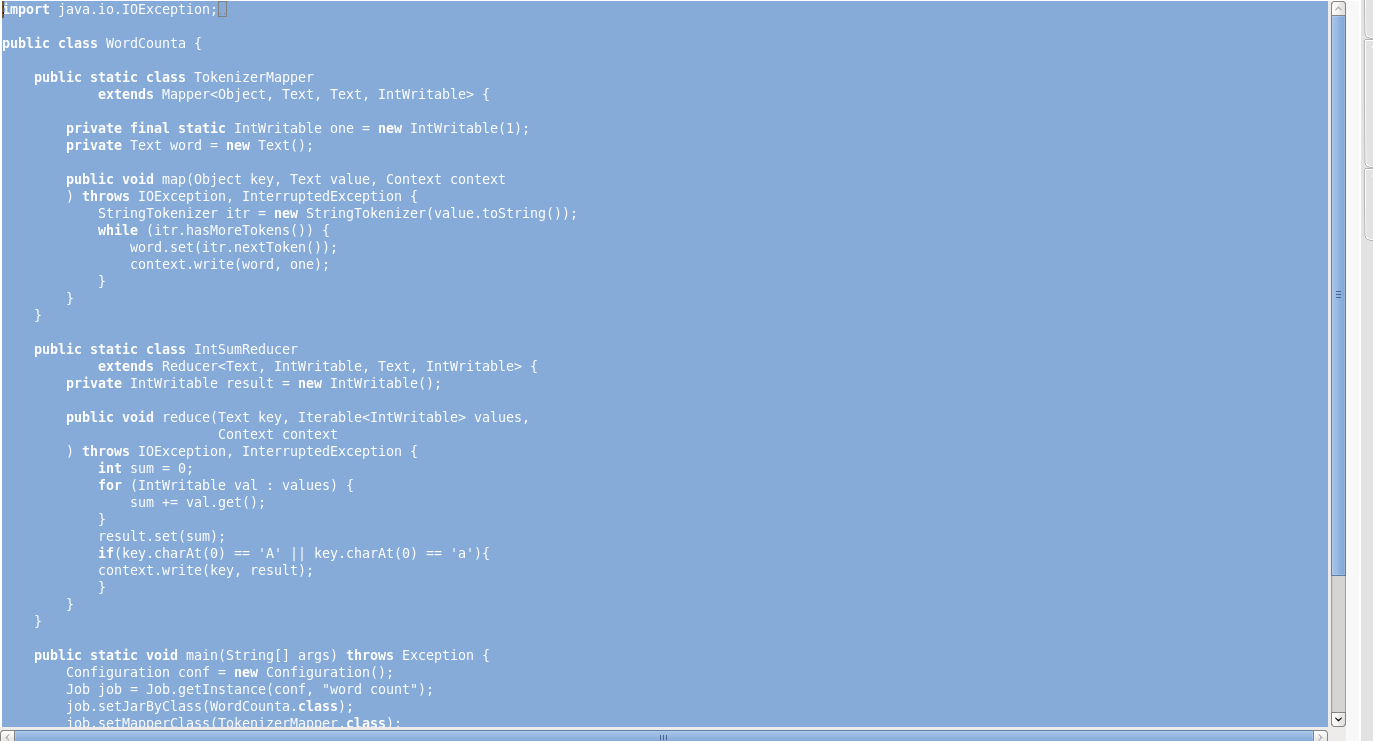 import java.io.IOException;
public class WordCounta {
public static class TokenizerMapper
extends Mapper<Object, Text, Text, IntWritable> {
private final static IntWritable one = new IntWritable(1);
private Text word = new Text();
public void map(Object key, Text value, Context context
) throws IOException, InterruptedException {
StringTokenizer itr = new StringTokenizer(value.toString());
while (itr.hasMoreTokens()) {
word.set(itr.nextToken());
context.write(word, one);
}
}
}
public static class IntSumReducer
extends Reducer<Text, IntWritable, Text, IntWritable> {
private IntWritable result = new IntWritable();
public void reduce(Text key, Iterable<IntWritable> values,
Context context
) throws IOException, InterruptedException {
int sum = 0;
for (IntWritable val : values) {
sum += val.get();
}
result.set(sum);
if(key.charAt(0) == 'A' || key.charAt(0) == 'a'){
context.write(key, result);
}
}
}
public static void main(String[] args) throws Exception {
Configuration conf = new Configuration();
Job job = Job.getInstance(conf, "word count");
job.setJarByClass(WordCounta.class);
job.setMapperClass(TokenizerMapper.class);